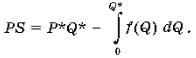 PS = P*Q* − ∫₀^Q* f(Q) dQ.